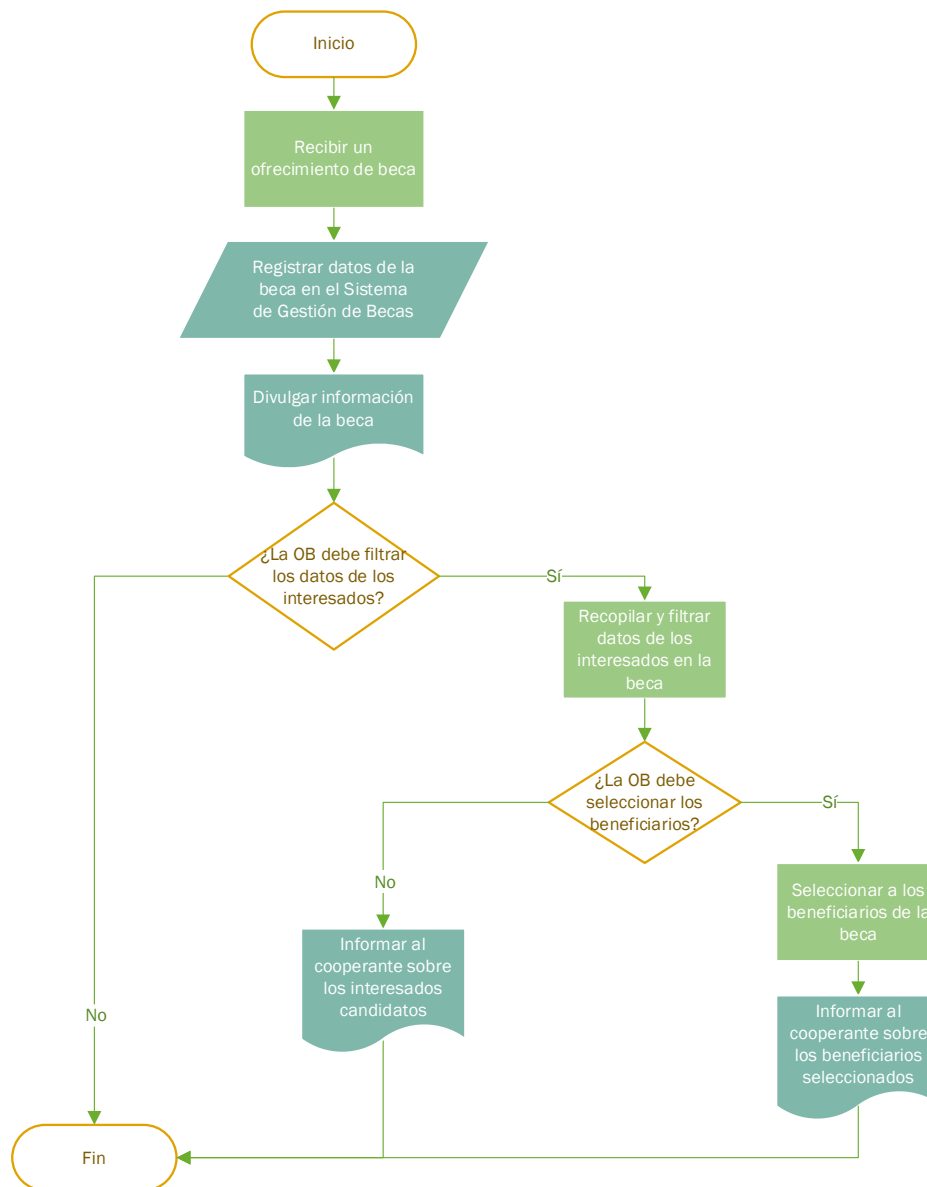 Inicio
Recibir un
ofrecimiento de beca
Registrar datos de la
beca en el Sistema
de Gestión de Becas
Divulgar información
de la beca
¿La OB debe filtrar
los datos de los
interesados?
Sí
Recopilar y filtrar
datos de los
interesados en la
beca
¿La OB debe
seleccionar los
beneficiarios?
Sí
No
Seleccionar a los
beneficiarios de la
beca
Informar al
cooperante sobre
los interesados
candidatos
Informar al
cooperante sobre
los beneficiarios
seleccionados
No
Fin